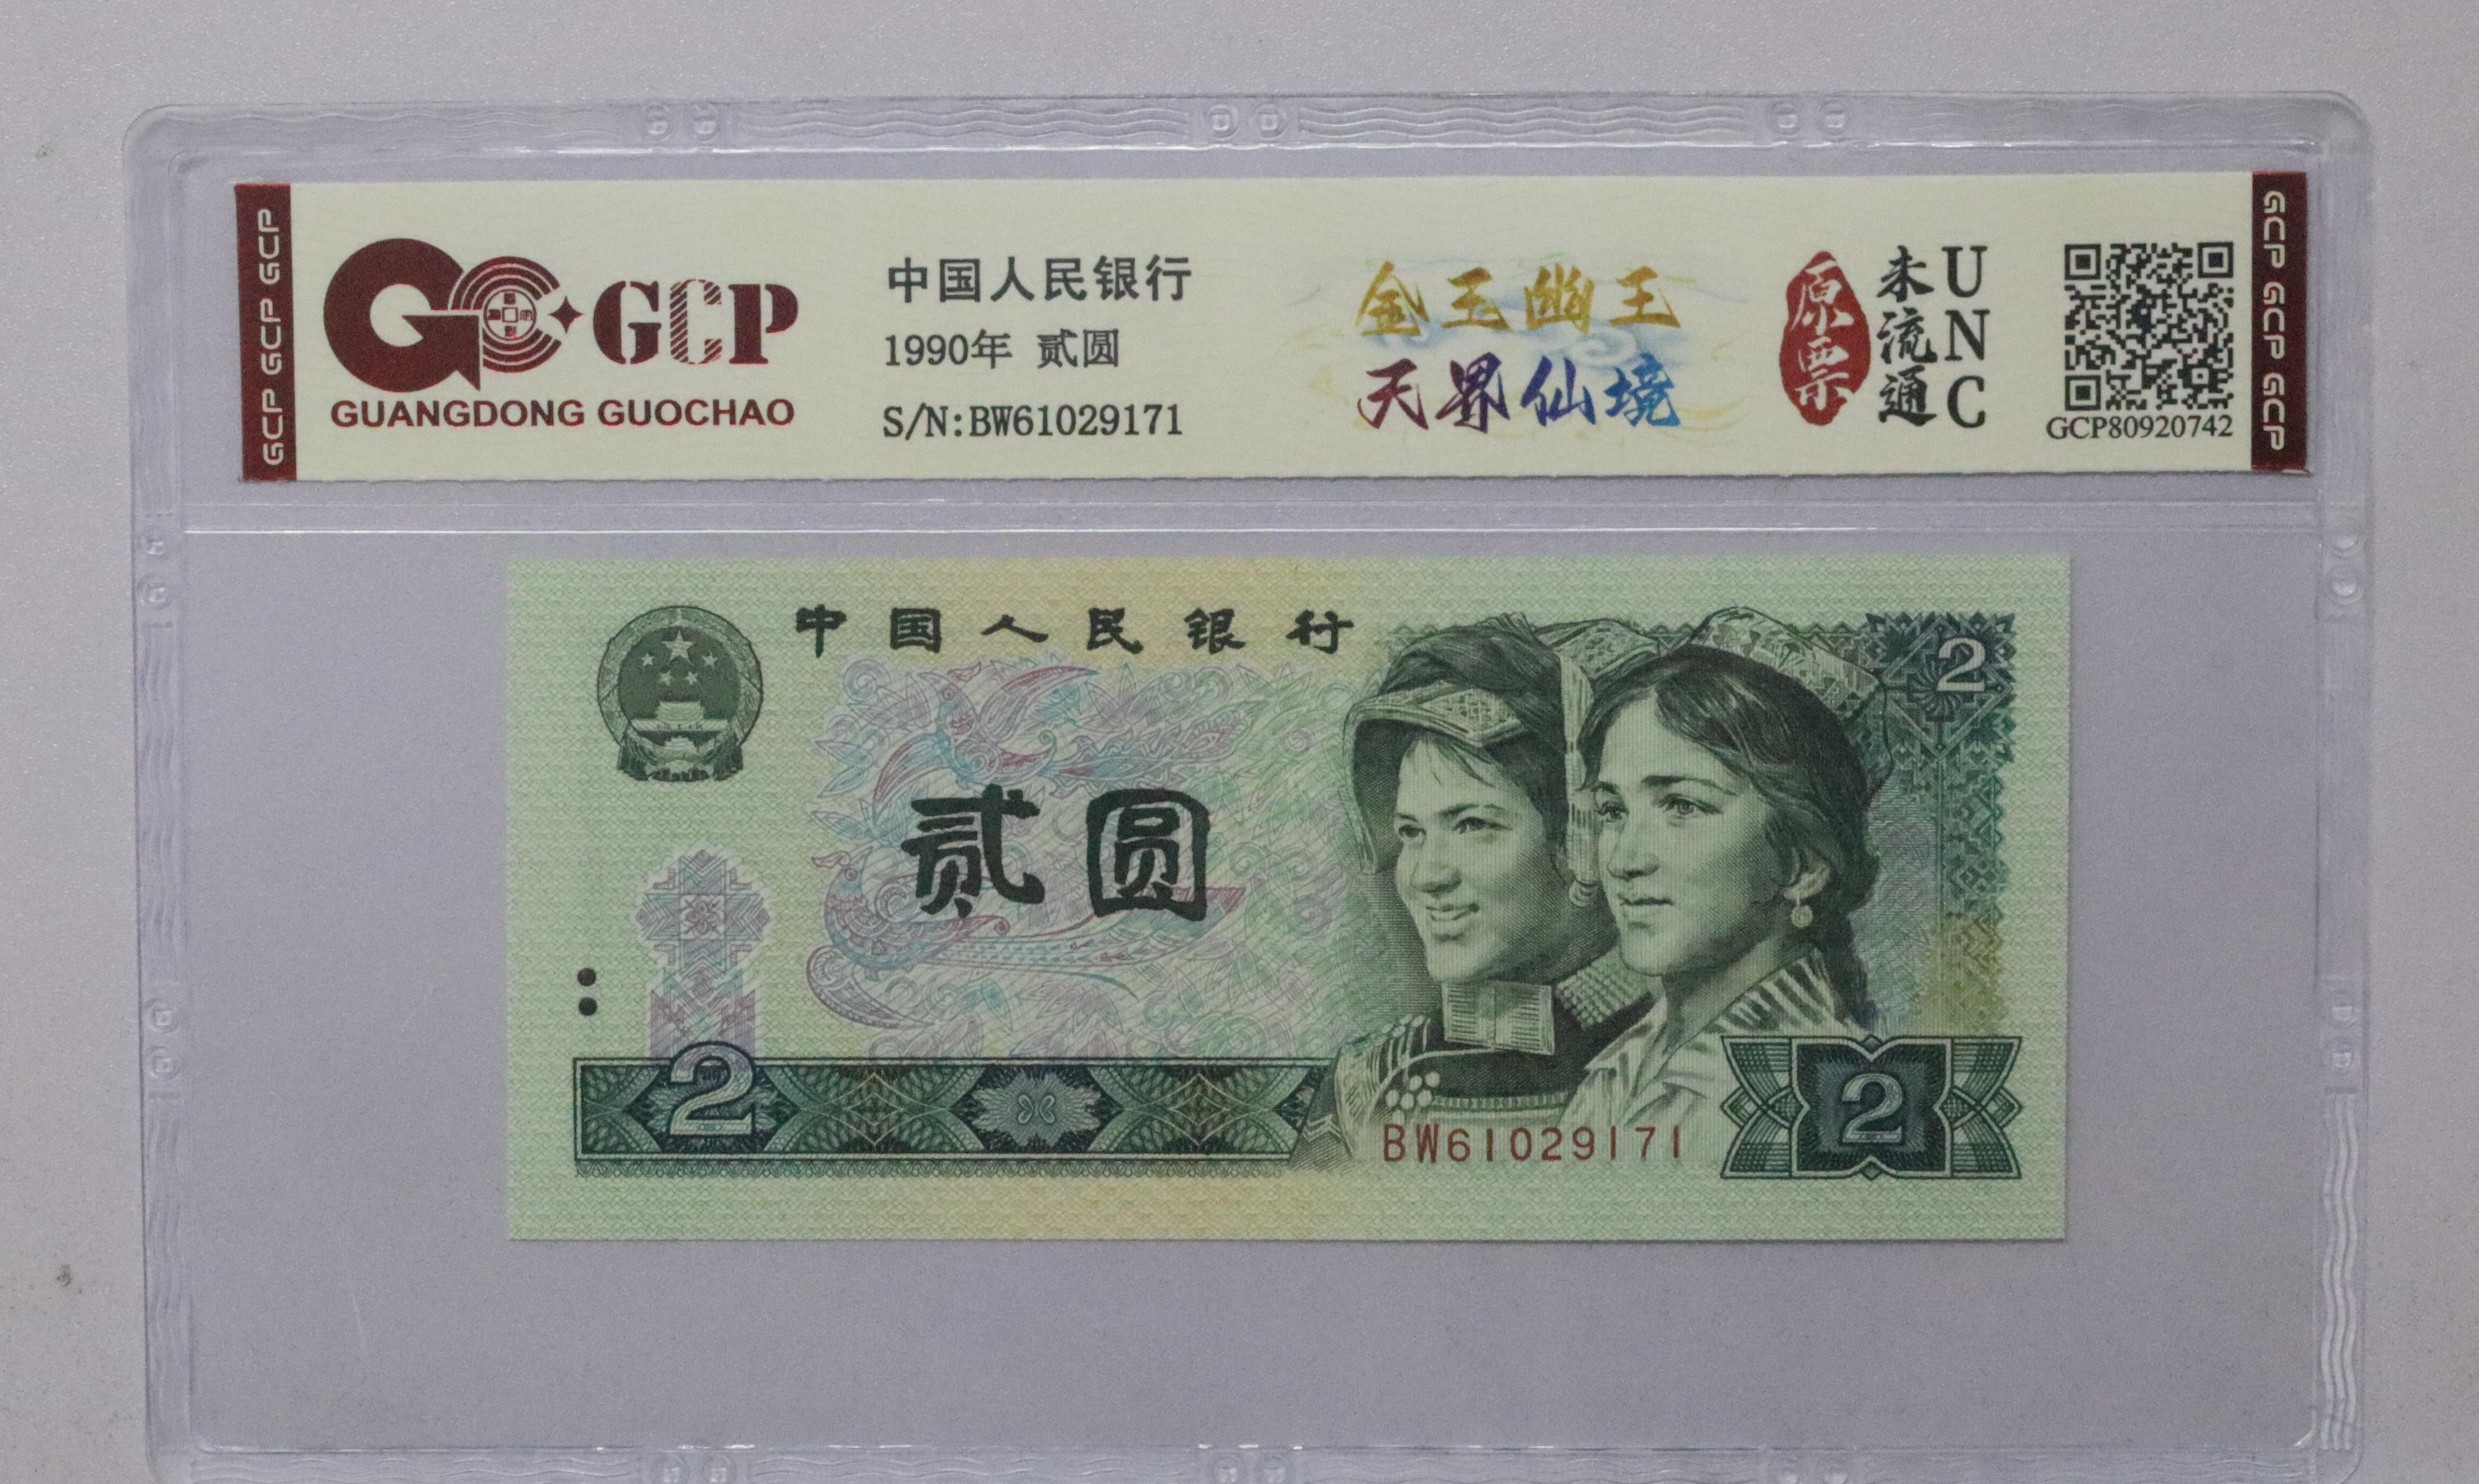 GCP GCP GCP
GCP
GUANGDONG GUOCHAO
中国人民银行
1990年 贰圆
S/N:BW61029171
金玉幽王
天界仙境
原票
未流通
UNC
GCP80920742
GCP GCP GCP
中国人民银行
2
贰圆
2
BW61029171
2